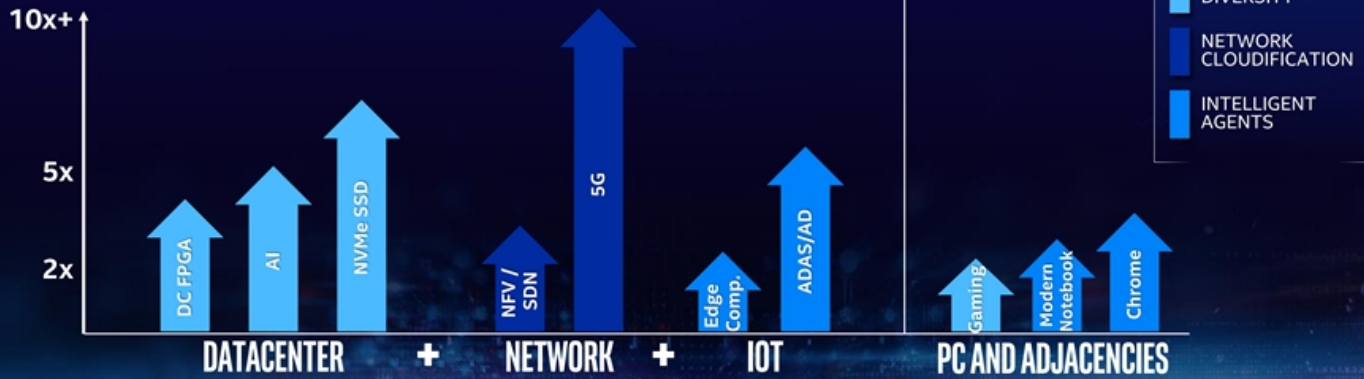 10x+
5x
2x
DC FPGA
AI
NVMe SSD
NFV /
SDN
5G
Edge
Comp.
ADAS/AD
Gaming
Modern
Notebook
Chrome
DATACENTER + NETWORK + IOT
PC AND ADJACENCIES
NETWORK
CLOUDIFICATION
INTELLIGENT
AGENTS